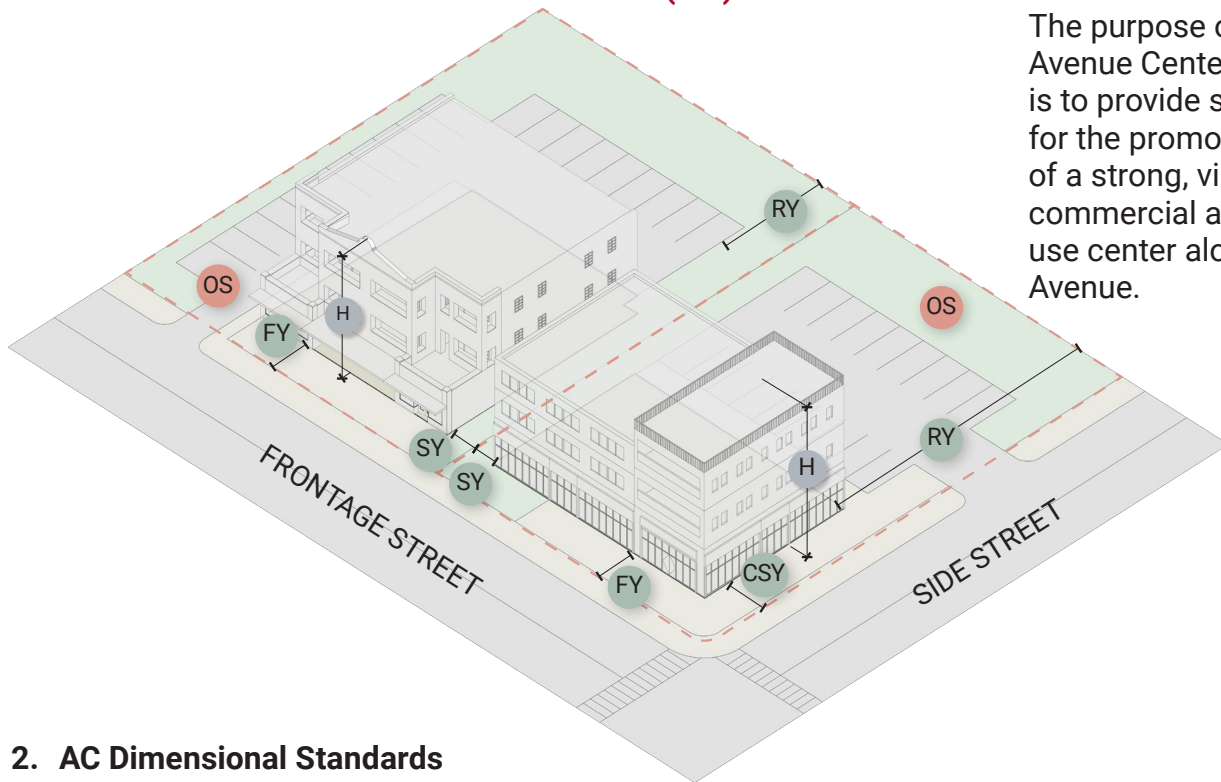 The purpose
Avenue Cente
is to provide s
for the promo
of a strong, vi
commercial a
use center alo
Avenue.
RY
OS
H
FY
OS
RY
SY
SY
H
FY
CSY
FRONTAGE STREET
SIDE STREET
2. AC Dimensional Standards